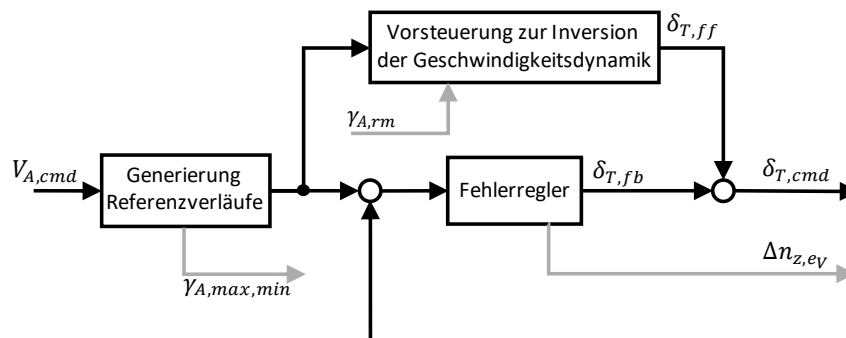 Vorsteuerung zur Inversion
der Geschwindigkeitsdynamik
δ_{T,ff}
γ_{A,rm}
V_{A,cmd}
Generierung
Referenzverläufe
Fehlerregler
δ_{T,fb}
δ_{T,cmd}
γ_{A,max,min}
Δn_{z,e_V}